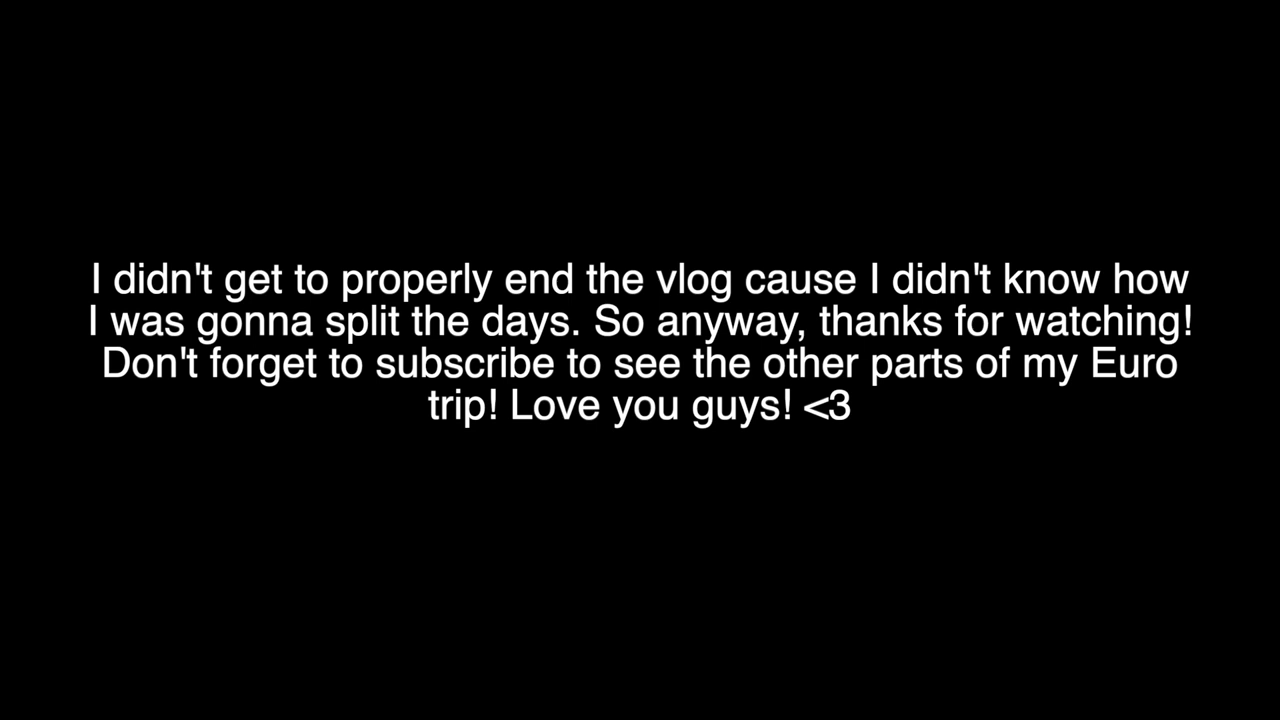 I didn't get to properly end the vlog cause I didn't know how
I was gonna split the days. So anyway, thanks for watching!
Don't forget to subscribe to see the other parts of my Euro
trip! Love you guys! <3